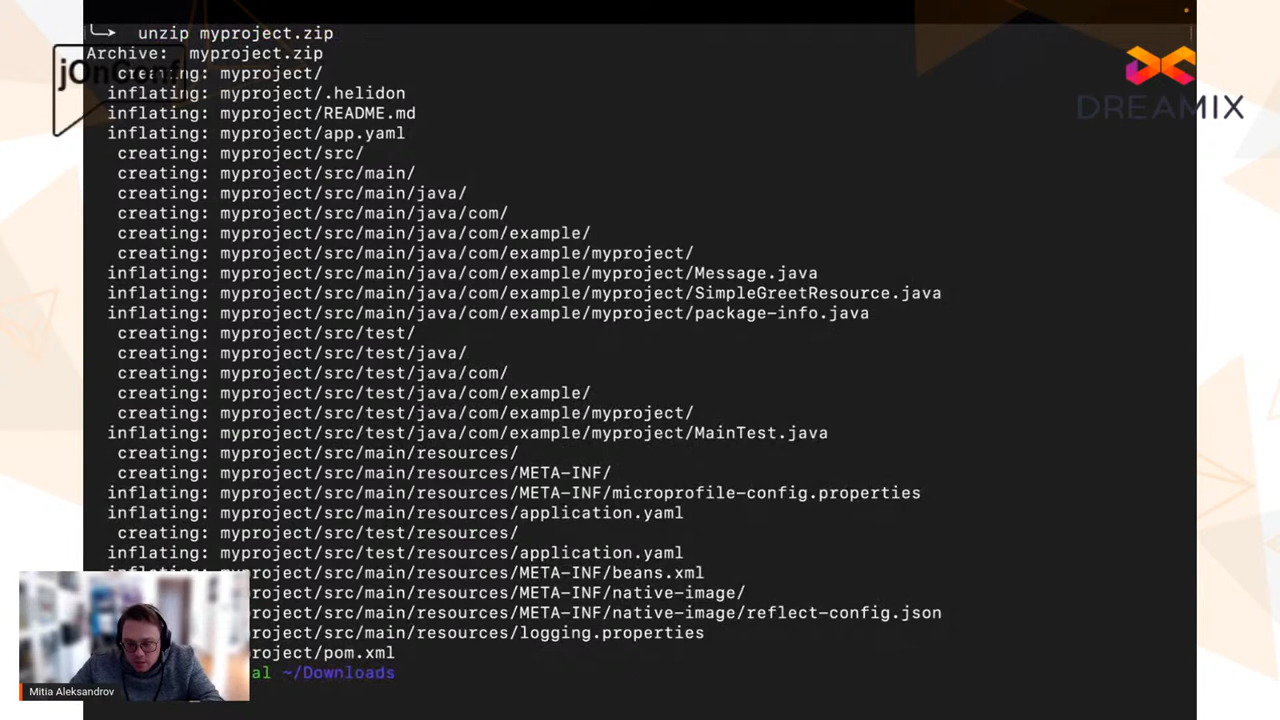 unzip myproject.zip
Archive: myproject.zip
jOnConf
DREAMIX
creating: myproject/
inflating: myproject/.helidon
inflating: myproject/README.md
inflating: myproject/app.yaml
creating: myproject/src/
creating: myproject/src/main/
creating: myproject/src/main/java/
creating: myproject/src/main/java/com/
creating: myproject/src/main/java/com/example/
creating: myproject/src/main/java/com/example/myproject/
inflating: myproject/src/main/java/com/example/myproject/Message.java
inflating: myproject/src/main/java/com/example/myproject/SimpleGreetResource.java
inflating: myproject/src/main/java/com/example/myproject/package-info.java
creating: myproject/src/test/
creating: myproject/src/test/java/
creating: myproject/src/test/java/com/
creating: myproject/src/test/java/com/example/
creating: myproject/src/test/java/com/example/myproject/
inflating: myproject/src/test/java/com/example/myproject/MainTest.java
creating: myproject/src/main/resources/
creating: myproject/src/main/resources/META-INF/
inflating: myproject/src/main/resources/META-INF/microprofile-config.properties
inflating: myproject/src/main/resources/application.yaml
creating: myproject/src/test/resources/
inflating: myproject/src/test/resources/application.yaml
inflating: myproject/src/main/resources/META-INF/beans.xml
roject/src/main/resources/META-INF/native-image/
roject/src/main/resources/META-INF/native-image/reflect-config.json
roject/src/main/resources/logging.properties
roject/pom.xml
al ~/Downloads
Mitia Aleksandrov